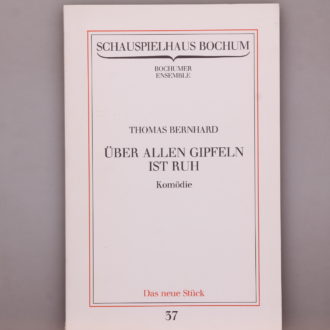 SCHAUSPIELHAUS BOCHUM
BOCHUMER
ENSEMBLE
THOMAS BERNHARD
ÜBER ALLEN GIPFELN
IST RUH
Komödie
Das neue Stück
37